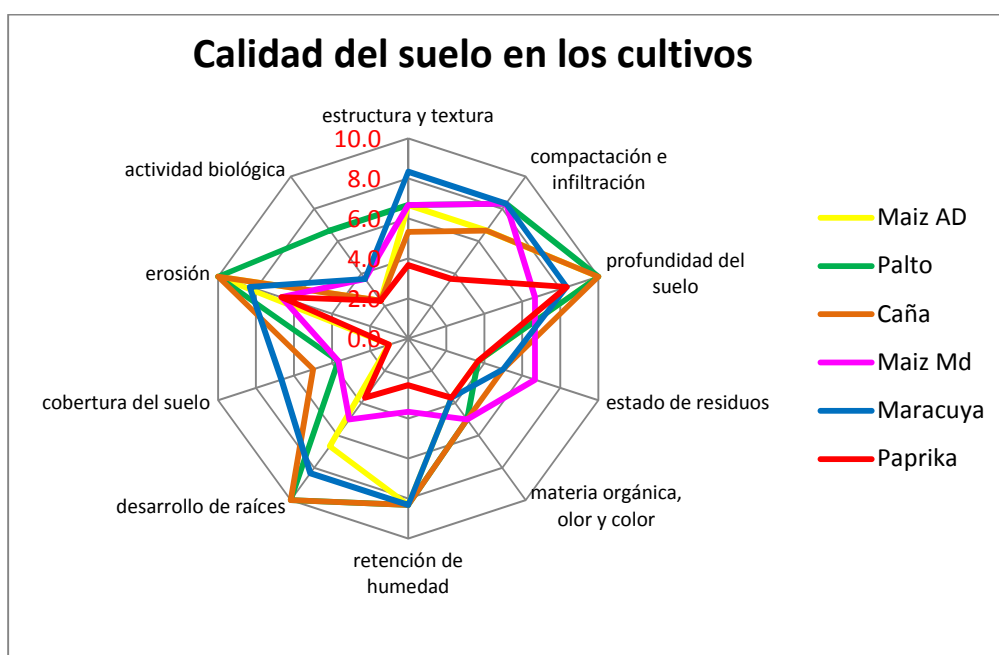 Calidad del suelo en los cultivos
estructura y textura
10.0
8.0
6.0
4.0
2.0
0.0
compactación e
infiltración
profundidad del
suelo
estado de residuos
materia orgánica,
olor y color
retención de
humedad
desarrollo de raíces
cobertura del suelo
erosión
actividad biológica
Maiz AD
Palto
Caña
Maiz Md
Maracuya
Paprika